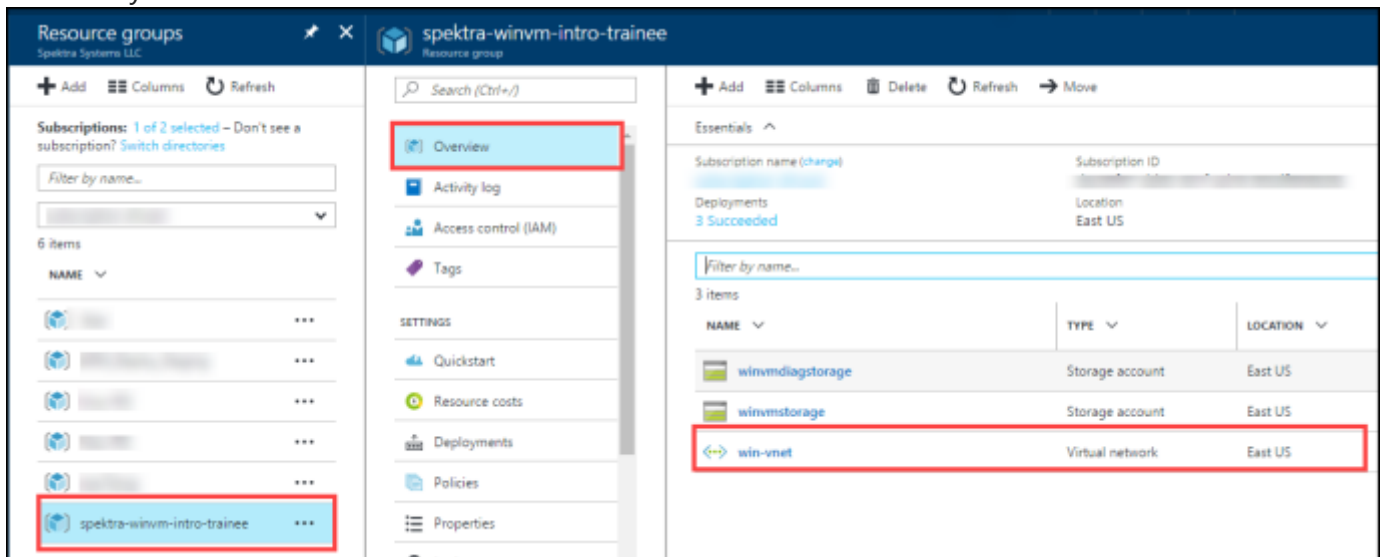 Resource groups
Spektra Systems LLC
Add Columns Refresh
Subscriptions: 1 of 2 selected – Don't see a
subscription? Switch directories
Filter by name...
6 items
NAME
spektra-winvm-intro-trainee
spektra-winvm-intro-trainee
Resource group
Search (Ctrl+/)
Overview
Activity log
Access control (IAM)
Tags
SETTINGS
Quickstart
Resource costs
Deployments
Policies
Properties
Add Columns Delete Refresh Move
Essentials
Subscription name (change) Subscription ID
Deployments Location
3 Succeeded East US
Filter by name...
3 items
NAME TYPE LOCATION
winvmdiagstorage Storage account East US
winvmstorage Storage account East US
win-vnet Virtual network East US